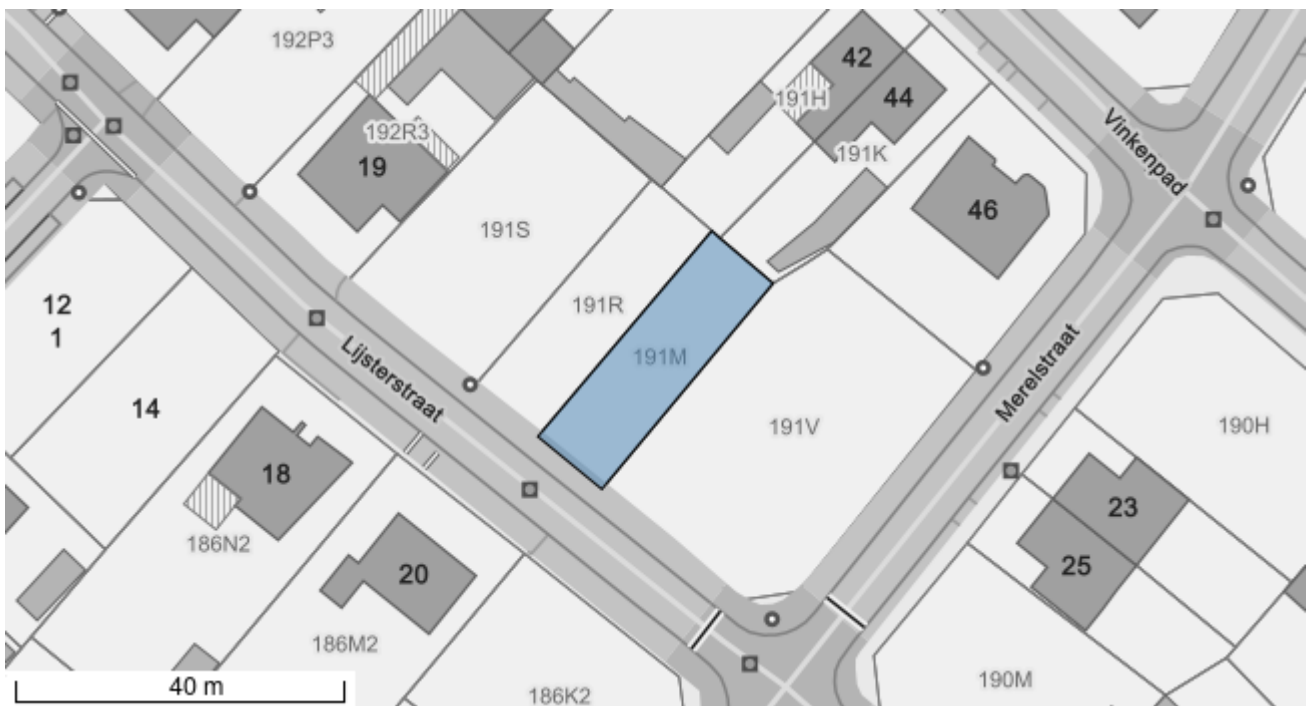 192P3
42
191H
44
192R3
19
191K
Vinkenpad
46
191S
12
1
191R
Lijsterstraat
191M
Merelstraat
14
191V
190H
18
23
186N2
20
25
186M2
190M
40 m
186K2